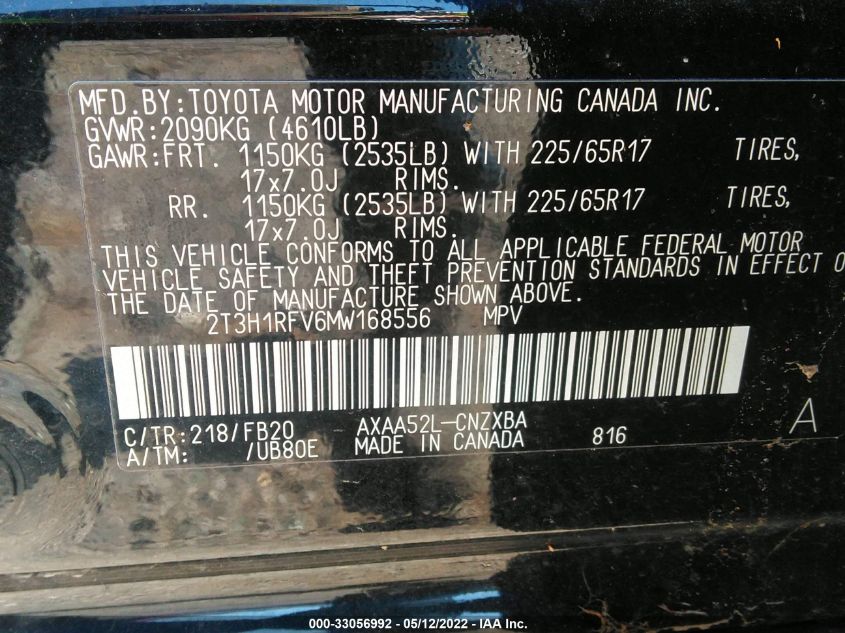 MFD.BY:TOYOTA MOTOR MANUFACTURING CANADA INC.
GVWR:2090KG (4610LB)
GAWR:FRT. 1150KG (2535LB) WITH 225/65R17 TIRES,
17x7.0J RIMS.
RR. 1150KG (2535LB) WITH 225/65R17 TIRES,
17x7.0J RIMS.
THIS VEHICLE CONFORMS TO ALL APPLICABLE FEDERAL MOTOR
VEHICLE SAFETY AND THEFT PREVENTION STANDARDS IN EFFECT O
THE DATE OF MANUFACTURE SHOWN ABOVE.
2T3H1RFV6MW168556 MPV
C/TR:218/FB20 AXAA52L-CNZXBA A
A/TM: /UB80E MADE IN CANADA 816
000-33056992 - 05/12/2022 - IAA Inc.